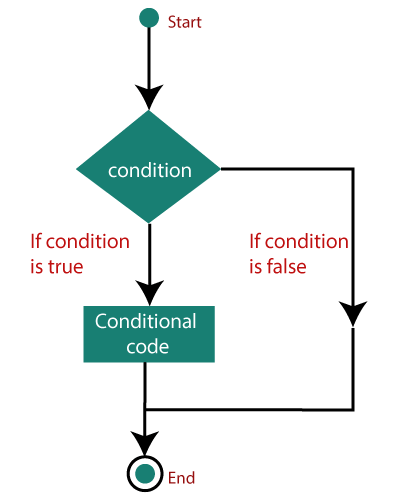 Start
condition
If condition
is true
If condition
is false
Conditional
code
End